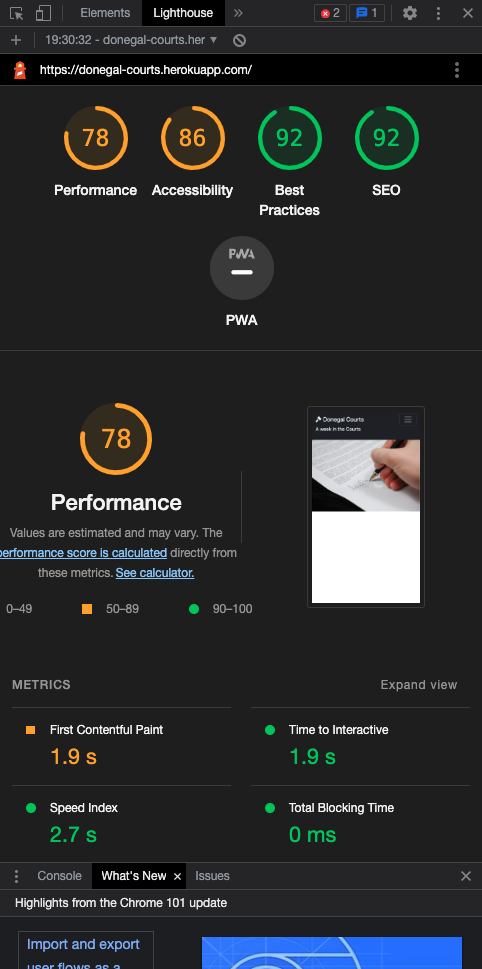 Elements
Lighthouse
2
1
19:30:32 - donegal-courts.her
https://donegal-courts.herokuapp.com/
78
86
92
92
Performance
Accessibility
Best
Practices
SEO
PWA
PWA
78
Performance
Values are estimated and may vary. The
performance score is calculated directly from
these metrics. See calculator.
0–49
50–89
90–100
Donegal Courts
A week in the Courts
METRICS
Expand view
First Contentful Paint
1.9 s
Time to Interactive
1.9 s
Speed Index
2.7 s
Total Blocking Time
0 ms
Console
What's New
Issues
Highlights from the Chrome 101 update
Import and export
user flows as a